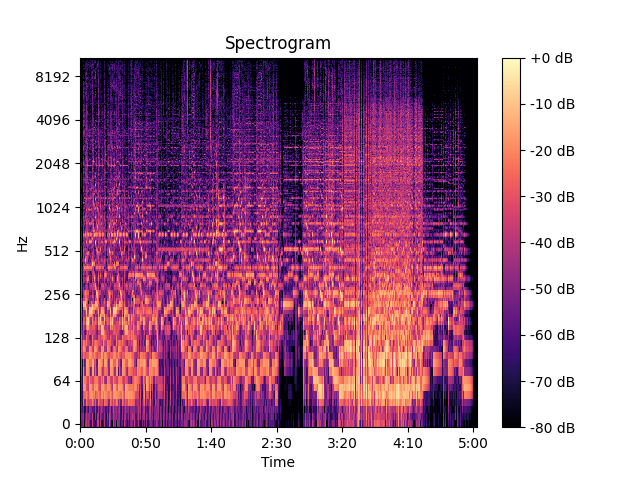 Spectrogram
Hz
8192
4096
2048
1024
512
256
128
64
0
0:00 0:50 1:40 2:30 3:20 4:10 5:00
Time
+0 dB
-10 dB
-20 dB
-30 dB
-40 dB
-50 dB
-60 dB
-70 dB
-80 dB